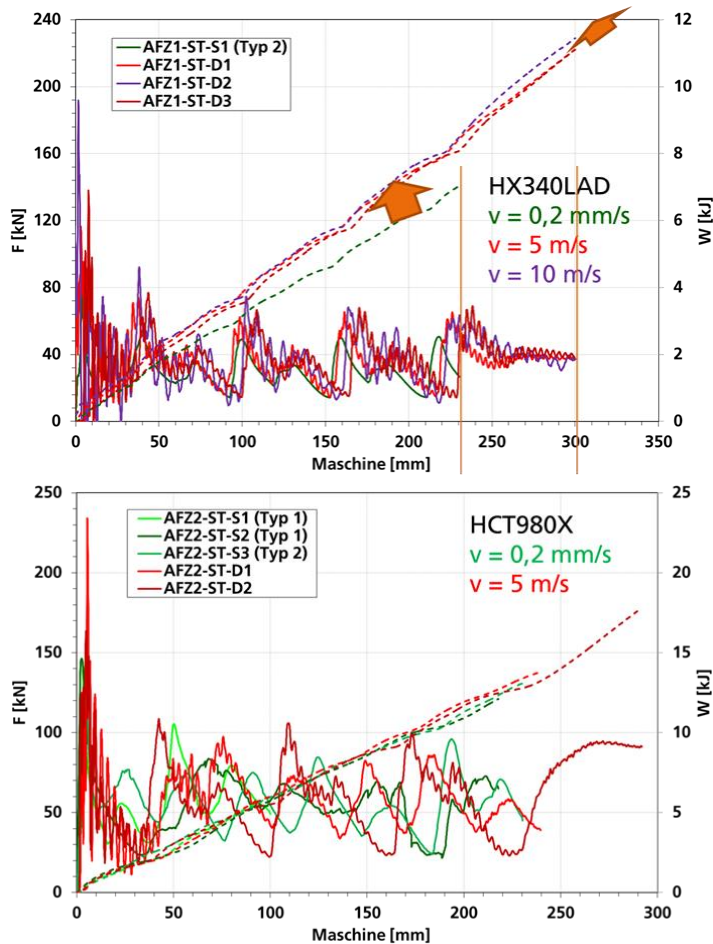 240
200
160
120
80
40
0
F [kN]
AFZ1-ST-S1 (Typ 2)
AFZ1-ST-D1
AFZ1-ST-D2
AFZ1-ST-D3
HX340LAD
v = 0,2 mm/s
v = 5 m/s
v = 10 m/s
12
10
8
6
4
2
0
W [kJ]
0 50 100 150 200 250 300 350
Maschine [mm]
250
200
150
100
50
0
F [kN]
AFZ2-ST-S1 (Typ 1)
AFZ2-ST-S2 (Typ 1)
AFZ2-ST-S3 (Typ 2)
AFZ2-ST-D1
AFZ2-ST-D2
HCT980X
v = 0,2 mm/s
v = 5 m/s
25
20
15
10
5
0
W [kJ]
0 50 100 150 200 250 300
Maschine [mm]